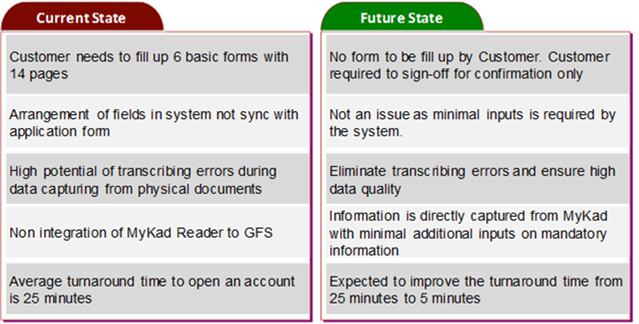 Current State
Customer needs to fill up 6 basic forms with
14 pages
Arrangement of fields in system not sync with
application form
High potential of transcribing errors during
data capturing from physical documents
Non integration of MyKad Reader to GFS
Average turnaround time to open an account
is 25 minutes
Future State
No form to be fill up by Customer. Customer
required to sign-off for confirmation only
Not an issue as minimal inputs is required by
the system.
Eliminate transcribing errors and ensure high
data quality
Information is directly captured from MyKad
with minimal additional inputs on mandatory
information
Expected to improve the turnaround time from
25 minutes to 5 minutes